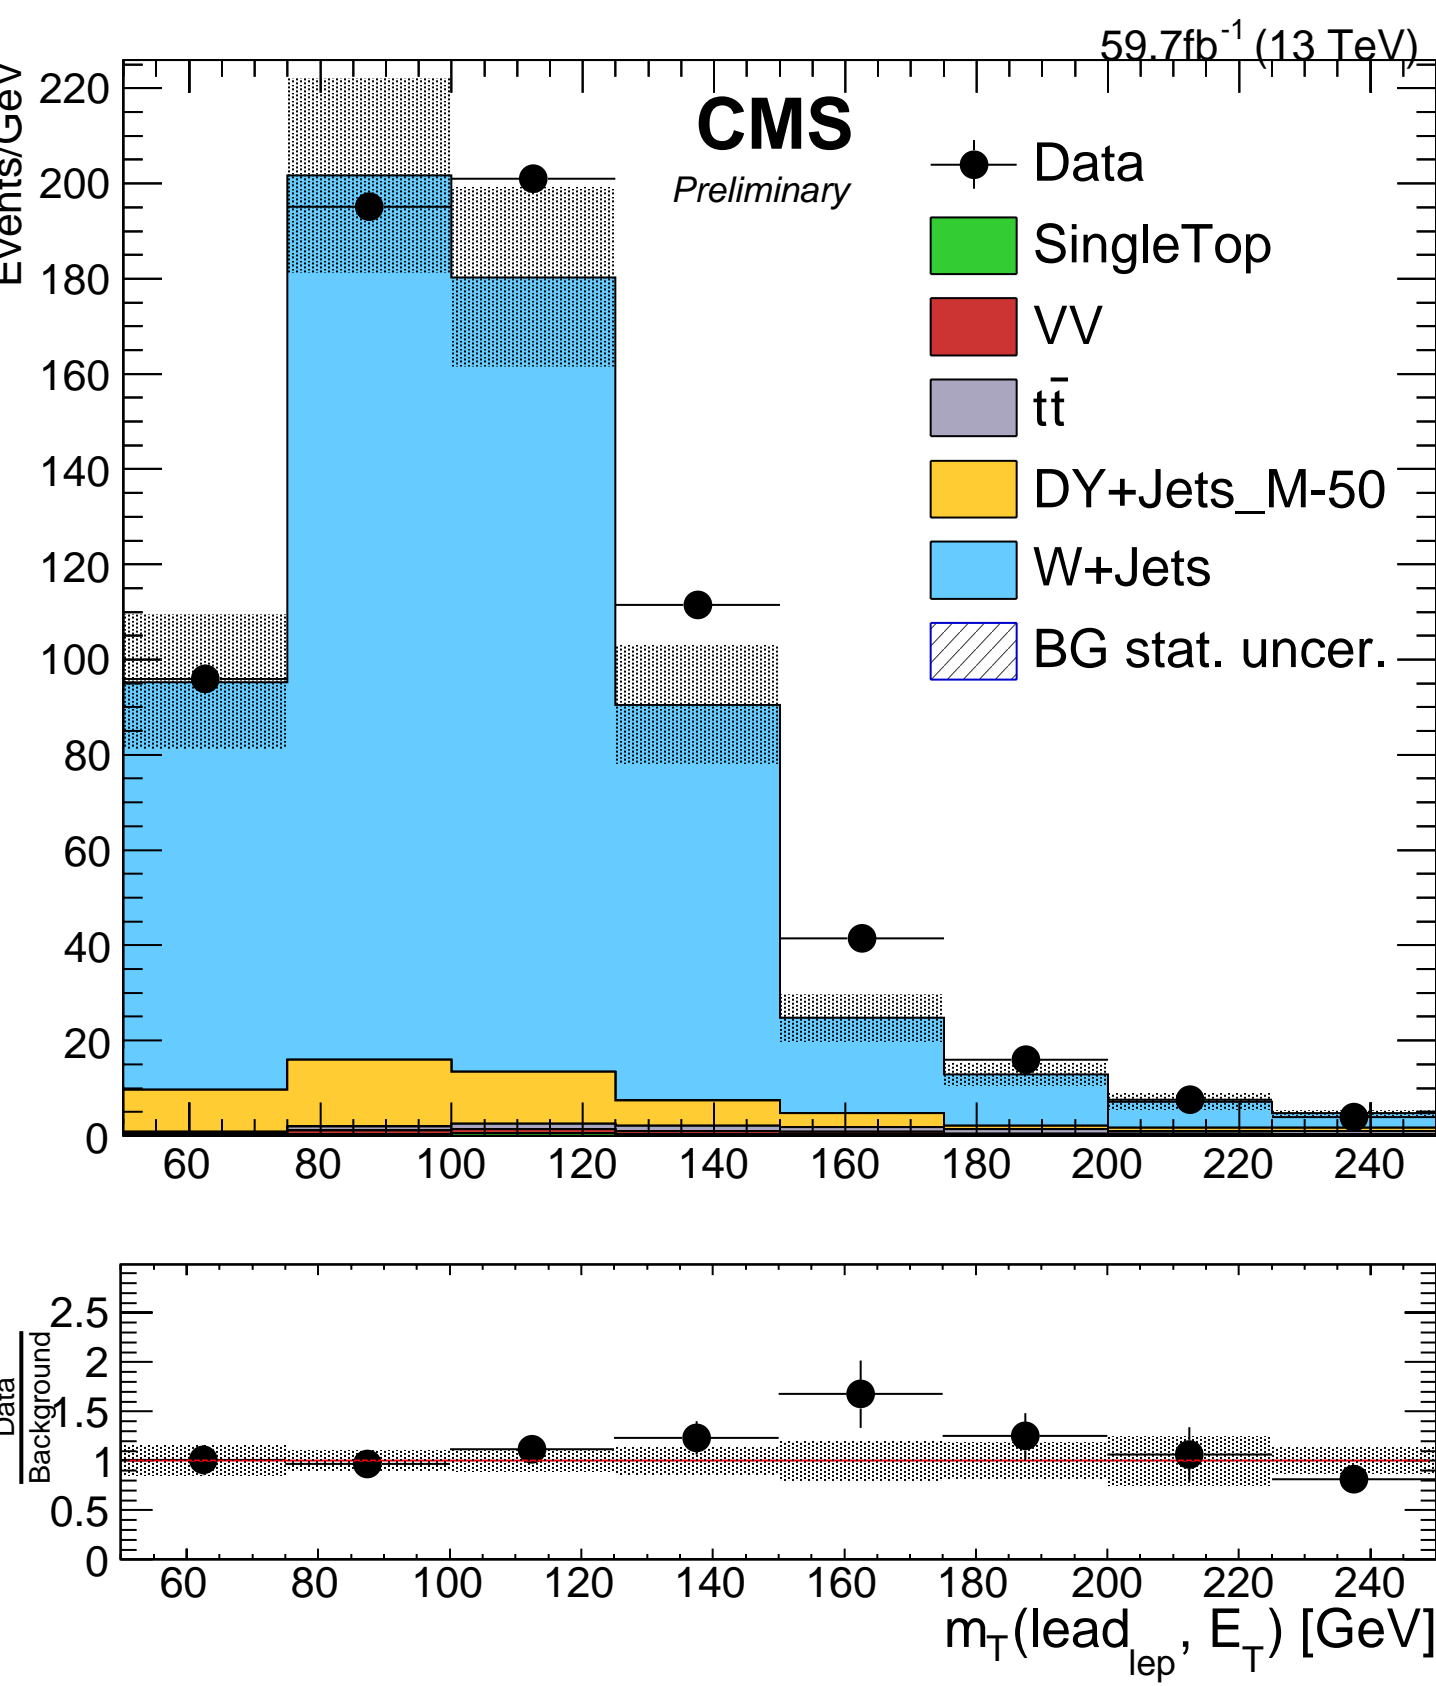 59.7fb⁻¹ (13 TeV)
Events/GeV
CMS
Preliminary
Data
SingleTop
VV
tt̄
DY+Jets_M-50
W+Jets
BG stat. uncer.
220
200
180
160
140
120
100
80
60
40
20
0
60 80 100 120 140 160 180 200 220 240
Data
Background
2.5
2
1.5
1
0.5
0
60 80 100 120 140 160 180 200 220 240
m_T(lead_lep, E_T) [GeV]